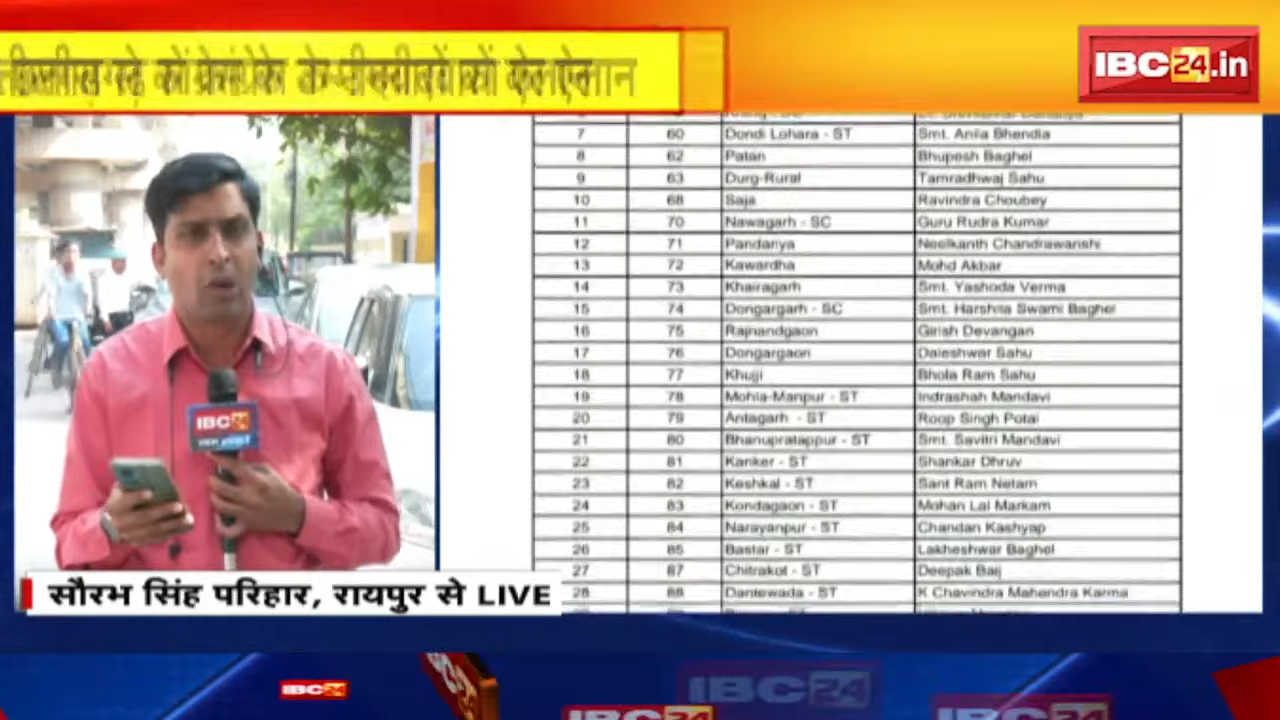 IBC24.in
7 60 Dondi Lohara - ST Smt. Anila Bhendia
8 62 Patan Bhupesh Baghel
9 63 Durg-Rural Tamradhwaj Sahu
10 68 Saja Ravindra Choubey
11 70 Nawagarh - SC Guru Rudra Kumar
12 71 Pandariya Neelkanth Chandrawanshi
13 72 Kawardha Mohd Akbar
14 73 Khairagarh Smt. Yashoda Verma
15 74 Dongargarh - SC Smt. Harshita Swami Baghel
16 75 Rajnandgaon Girish Devangan
17 76 Dongargaon Daleshwar Sahu
18 77 Khujji Bhola Ram Sahu
19 78 Mohla-Manpur - ST Indrashah Mandavi
20 79 Antagarh - ST Roop Singh Potai
21 80 Bhanupratappur - ST Smt. Savitri Mandavi
22 81 Kanker - ST Shankar Dhruv
23 82 Keshkal - ST Sant Ram Netam
24 83 Kondagaon - ST Mohan Lal Markam
25 84 Narayanpur - ST Chandan Kashyap
26 85 Bastar - ST Lakheshwar Baghel
27 87 Chitrakot - ST Deepak Baij
28 88 Dantewada - ST K Chavindra Mahendra Karma
IBC24
सौरभ सिंह परिहार, रायपुर से LIVE
IBC24
IBC24
IBC24
IBC24